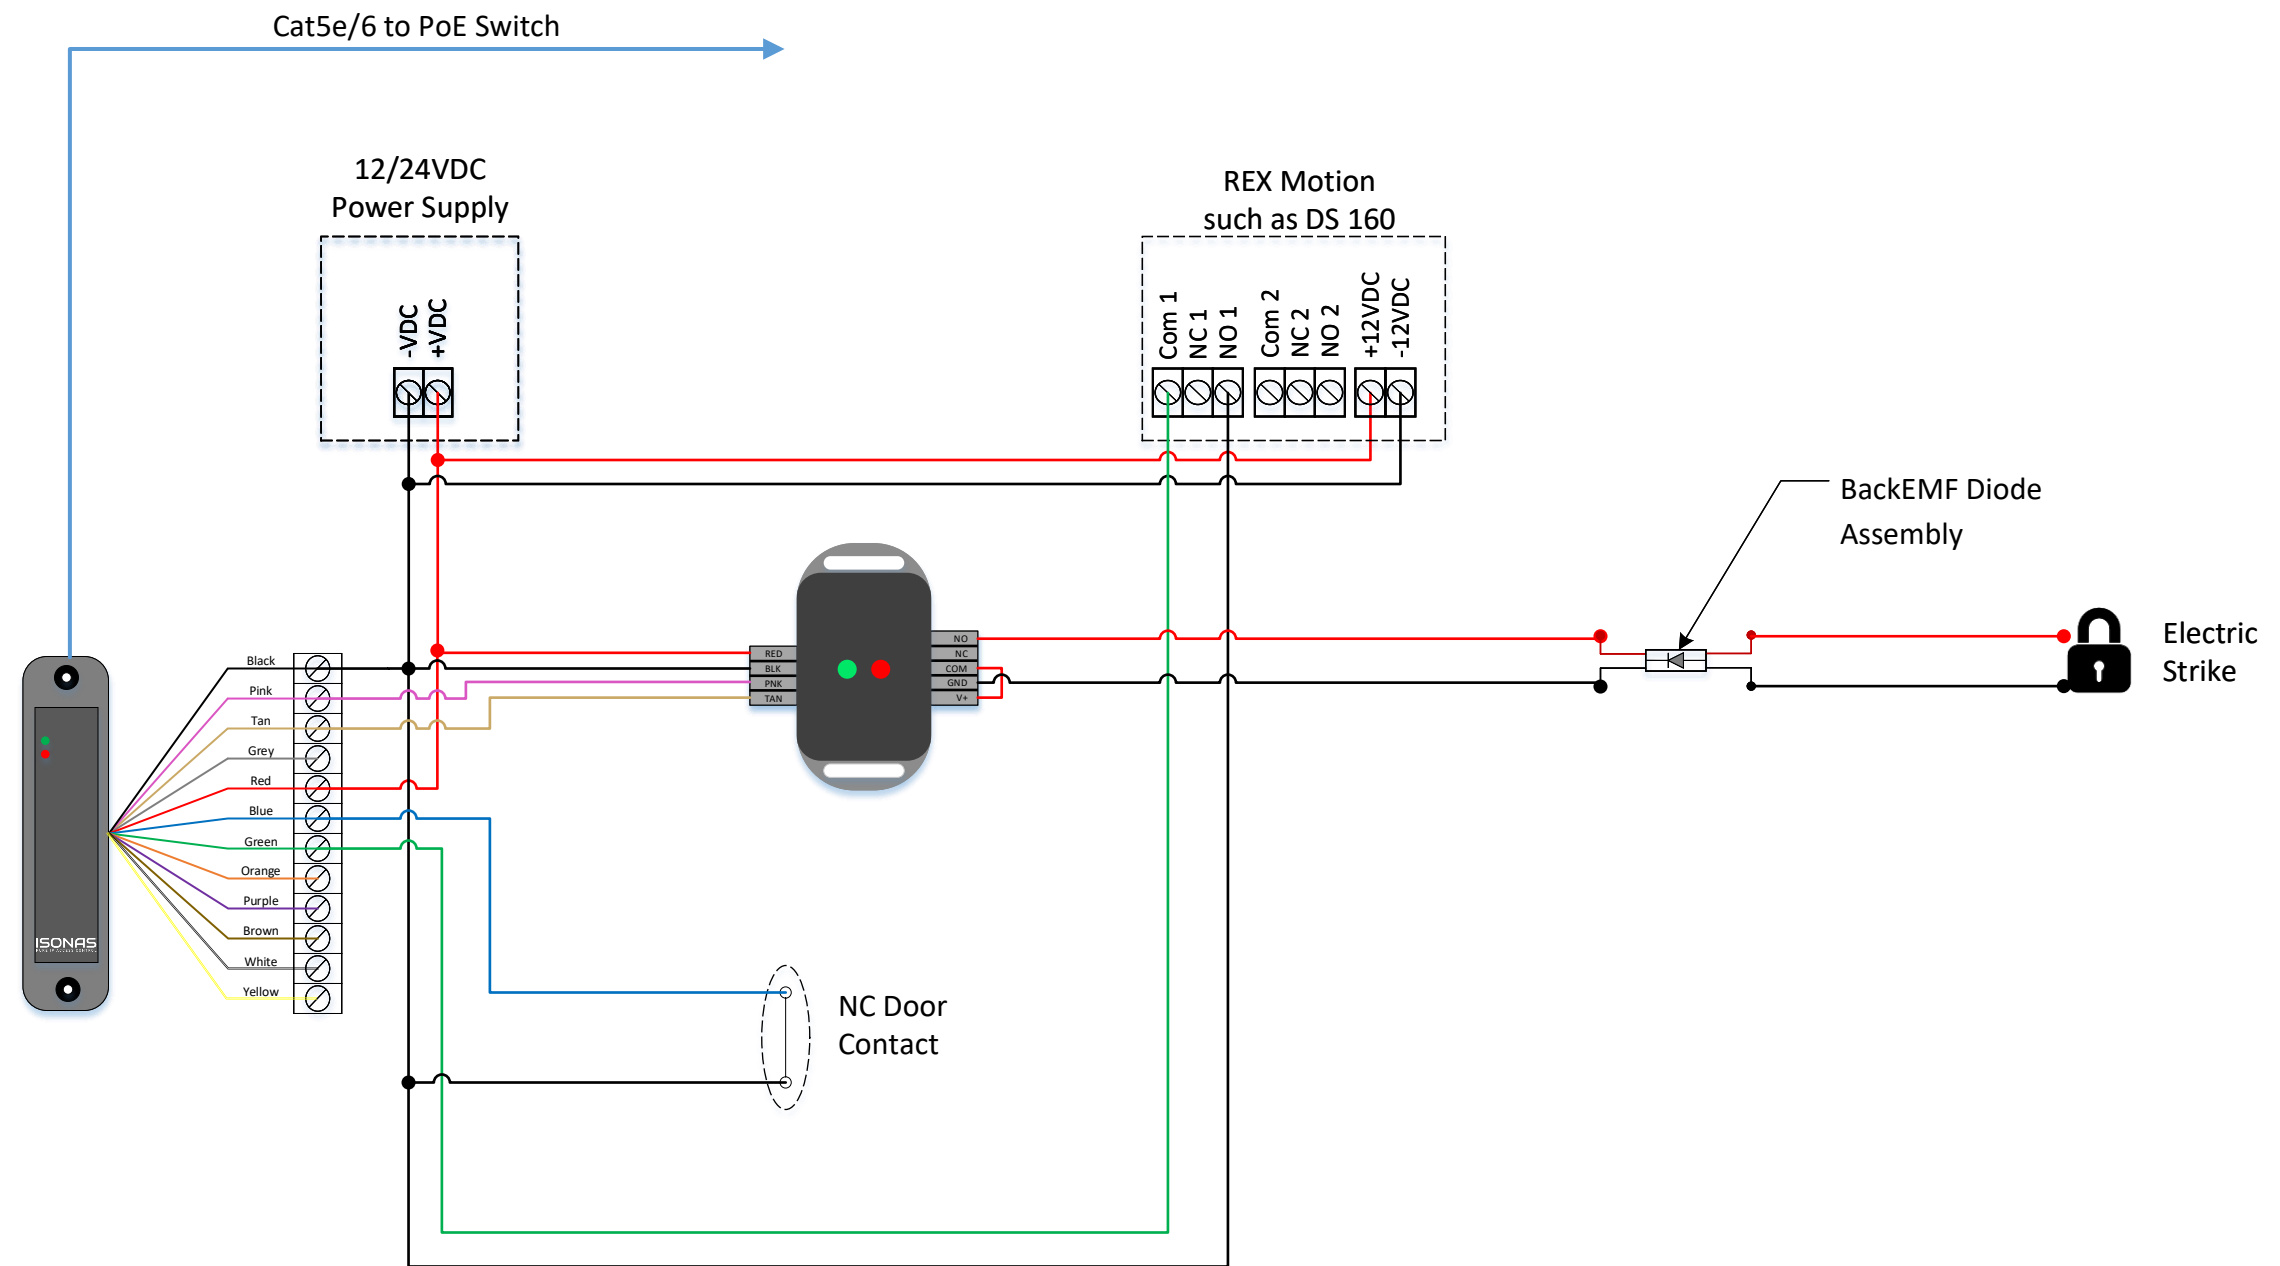 Cat5e/6 to PoE Switch
12/24VDC
Power Supply
-VDC
+VDC
REX Motion
such as DS 160
Com 1
NC 1
NO 1
Com 2
NC 2
NO 2
+12VDC
-12VDC
BackEMF Diode
Assembly
Electric
Strike
RED
BLK
PNK
TAN
NO
NC
COM
GND
V+
Black
Pink
Tan
Grey
Red
Blue
Green
Orange
Purple
Brown
White
Yellow
ISONAS
NC Door
Contact